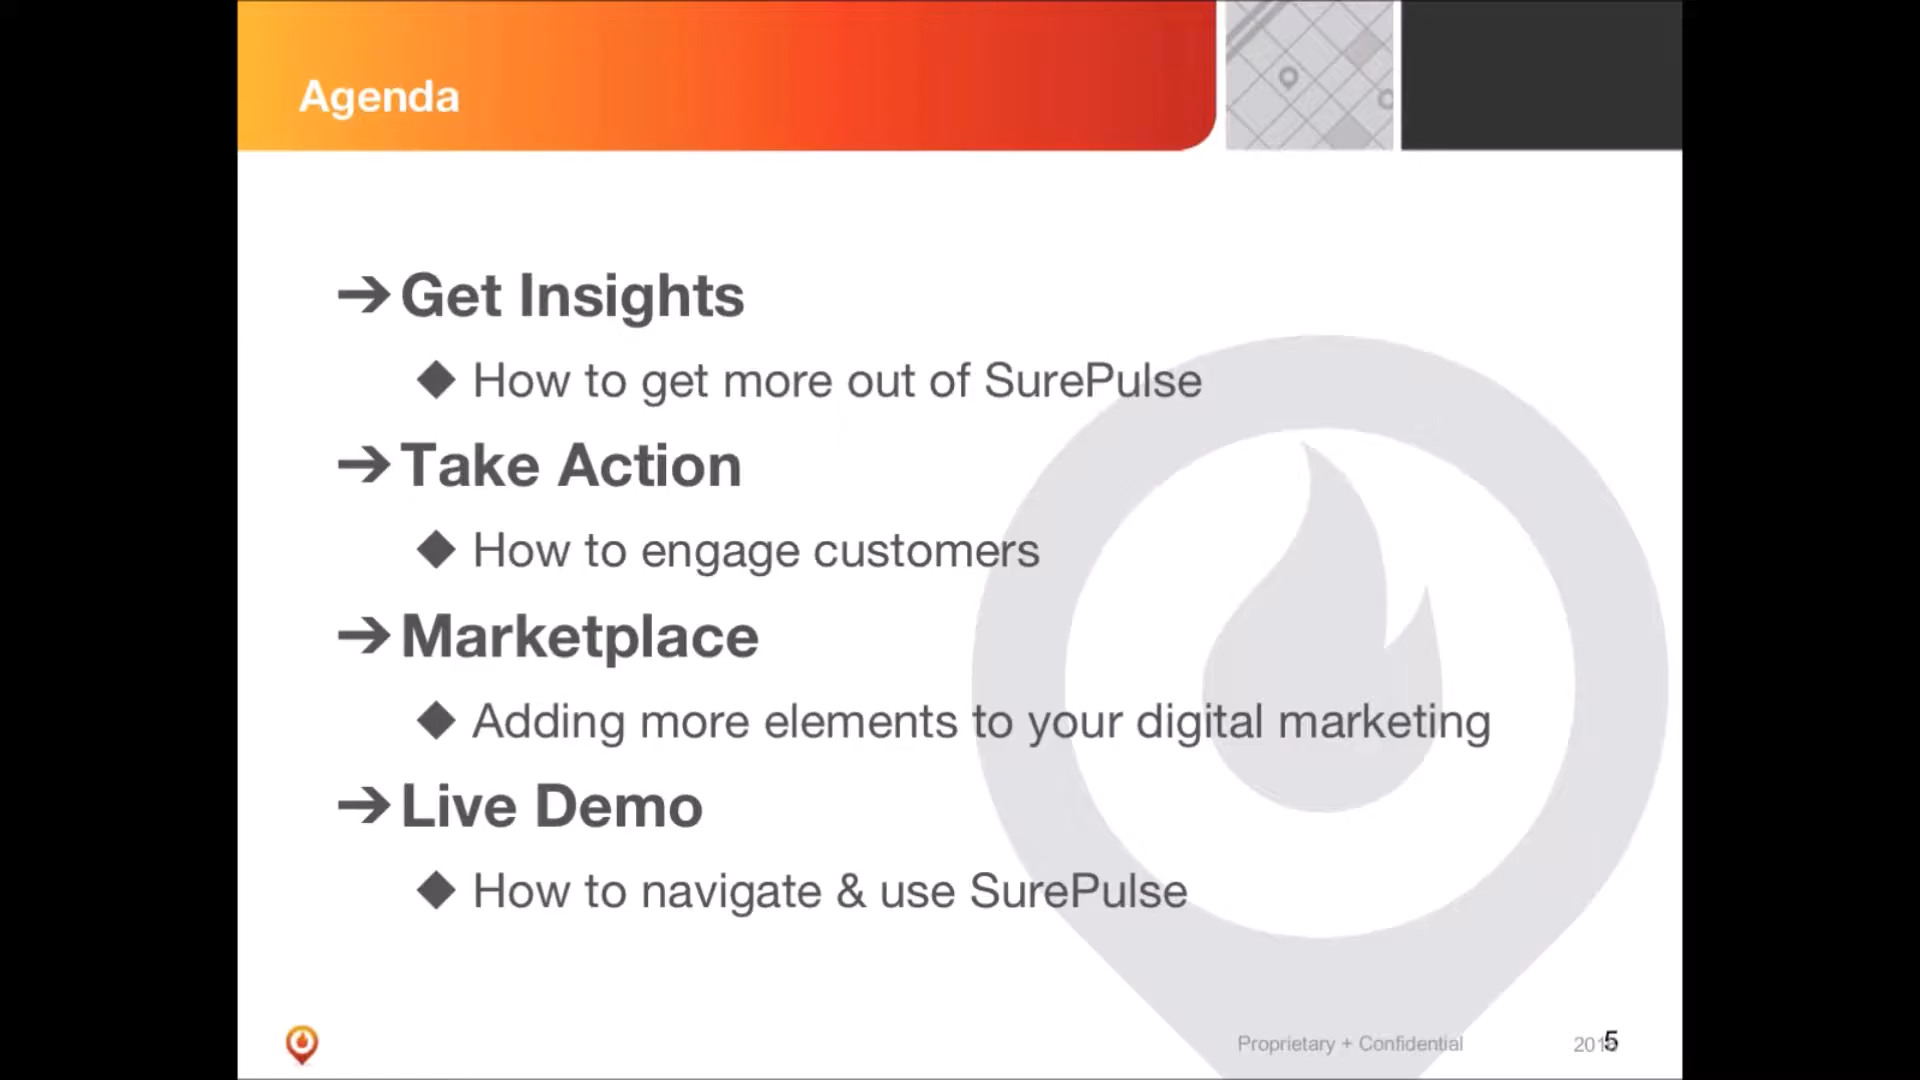 Agenda
➔ Get Insights
◆ How to get more out of SurePulse
➔ Take Action
◆ How to engage customers
➔ Marketplace
◆ Adding more elements to your digital marketing
➔ Live Demo
◆ How to navigate & use SurePulse
Proprietary + Confidential
5